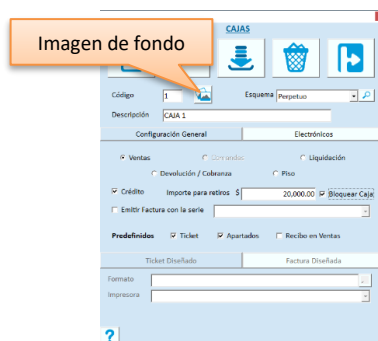 CAJAS
Imagen de fondo
Código 1 Esquema Perpetuo
Descripción CAJA 1
Configuración General Electrónicos
Ventas Comandas Liquidación
Devolución / Cobranza Piso
Crédito Importe para retiros $ 20,000.00 Bloquear Caja
Emitir Factura con la serie
Predefinidos Ticket Apartados Recibo en Ventas
Ticket Diseñado Factura Diseñada
Formato
Impresora
?